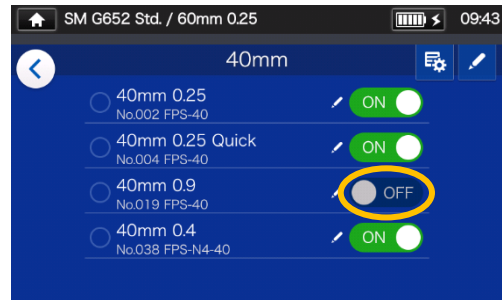 SM G652 Std. / 60mm 0.25 09:43
40mm
40mm 0.25
No.002 FPS-40
ON
40mm 0.25 Quick
No.004 FPS-40
ON
40mm 0.9
No.019 FPS-40
OFF
40mm 0.4
No.038 FPS-N4-40
ON